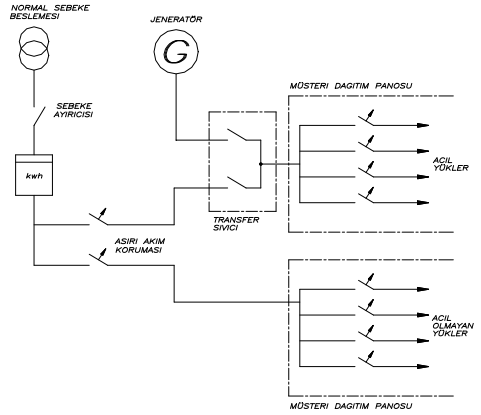 NORMAL SEBEKE
BESLEMESI
JENERATÖR
G
MÜSTERI DAGITIM PANOSU
SEBEKE
AYIRICISI
kwh
ACIL
YÜKLER
TRANSFER
SIVICI
ASIRI AKIM
KORUMASI
ACIL
OLMAYAN
YÜKLER
MÜSTERI DAGITIM PANOSU